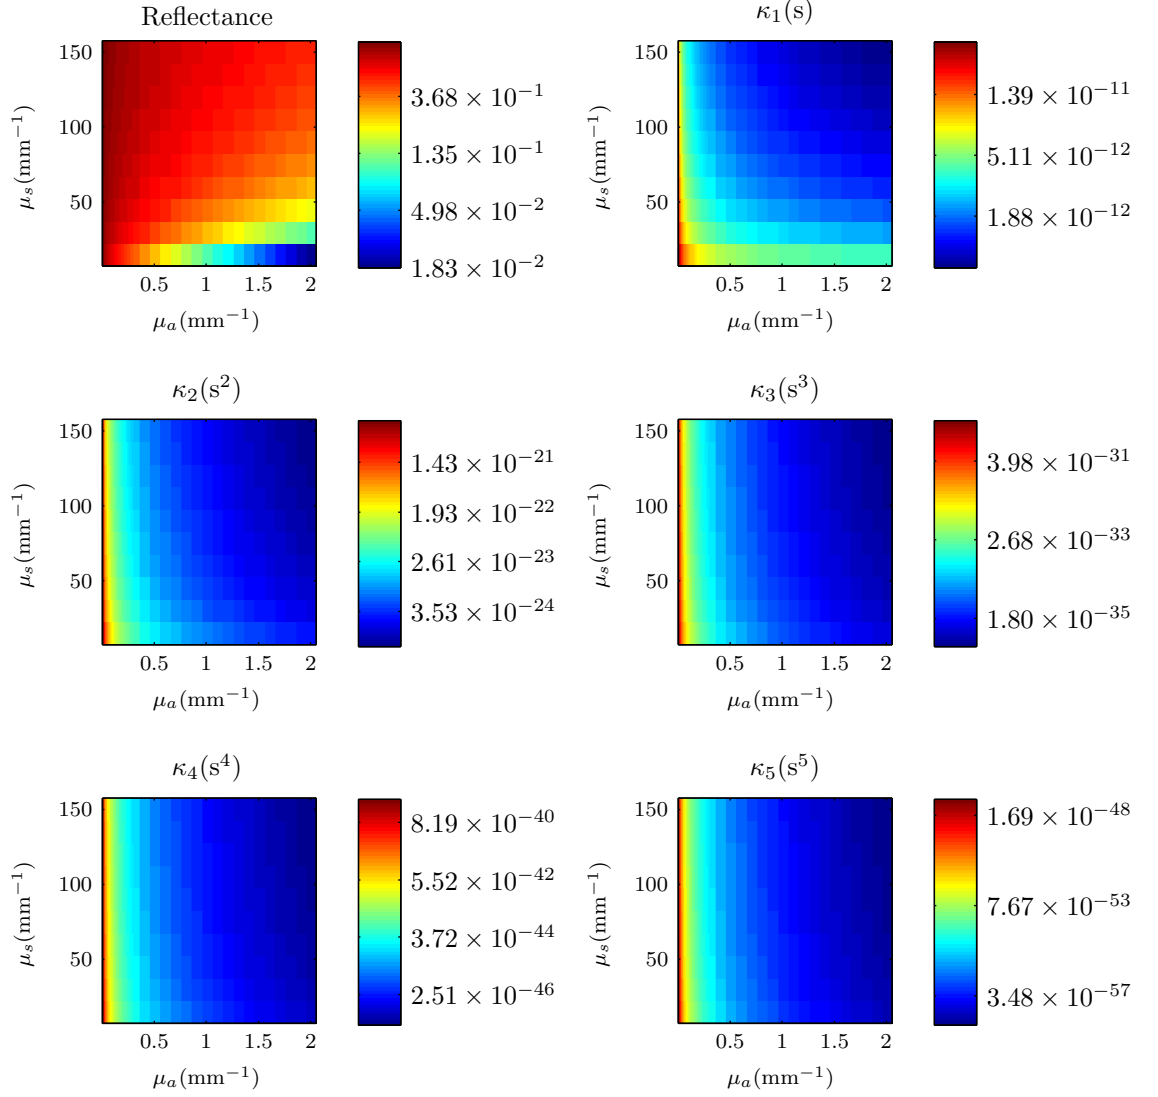 Reflectance
150
100
50
0.5 1 1.5 2
μₛ(mm⁻¹)
μₐ(mm⁻¹)
3.68 × 10⁻¹
1.35 × 10⁻¹
4.98 × 10⁻²
1.83 × 10⁻²
κ₁(s)
150
100
50
0.5 1 1.5 2
μₛ(mm⁻¹)
μₐ(mm⁻¹)
1.39 × 10⁻¹¹
5.11 × 10⁻¹²
1.88 × 10⁻¹²
κ₂(s²)
150
100
50
0.5 1 1.5 2
μₛ(mm⁻¹)
μₐ(mm⁻¹)
1.43 × 10⁻²¹
1.93 × 10⁻²²
2.61 × 10⁻²³
3.53 × 10⁻²⁴
κ₃(s³)
150
100
50
0.5 1 1.5 2
μₛ(mm⁻¹)
μₐ(mm⁻¹)
3.98 × 10⁻³¹
2.68 × 10⁻³³
1.80 × 10⁻³⁵
κ₄(s⁴)
150
100
50
0.5 1 1.5 2
μₛ(mm⁻¹)
μₐ(mm⁻¹)
8.19 × 10⁻⁴⁰
5.52 × 10⁻⁴²
3.72 × 10⁻⁴⁴
2.51 × 10⁻⁴⁶
κ₅(s⁵)
150
100
50
0.5 1 1.5 2
μₛ(mm⁻¹)
μₐ(mm⁻¹)
1.69 × 10⁻⁴⁸
7.67 × 10⁻⁵³
3.48 × 10⁻⁵⁷